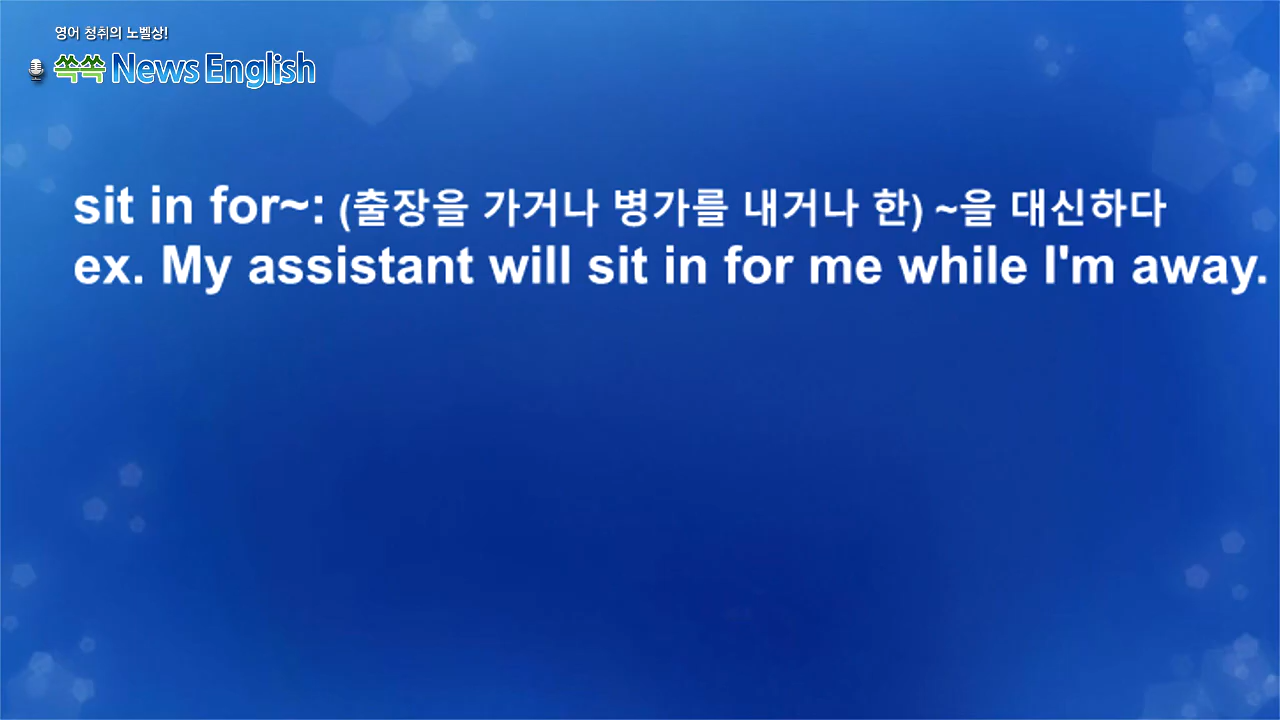 영어 청취의 노벨상!
쏙쏙 News English
sit in for~: (출장을 가거나 병가를 내거나 한) ~을 대신하다
ex. My assistant will sit in for me while I'm away.